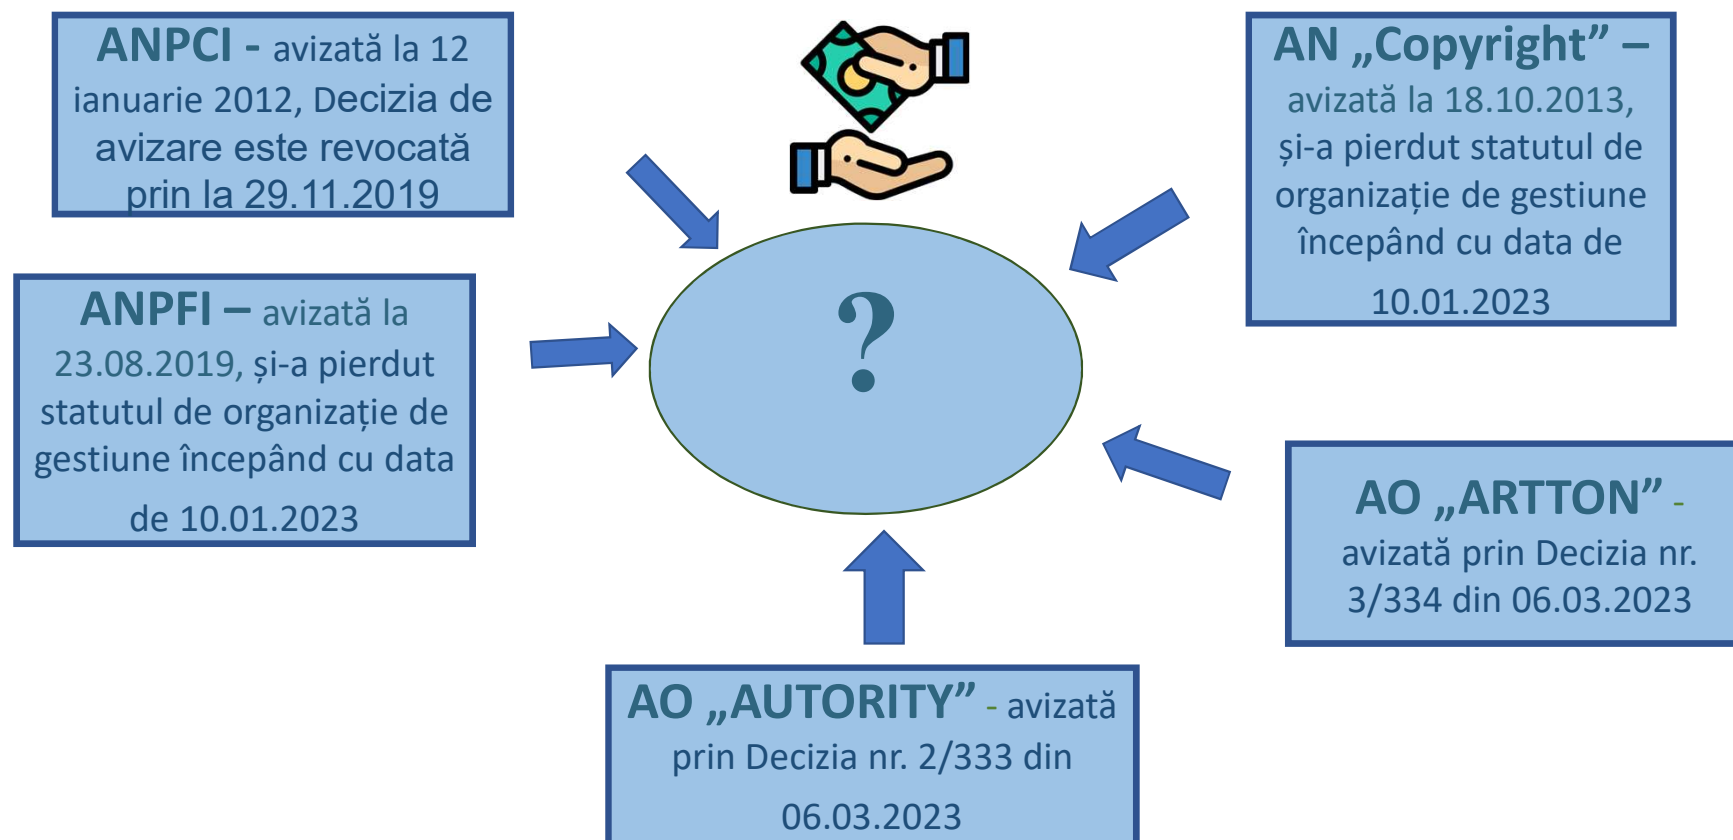 ANPCI - avizată la 12
ianuarie 2012, Decizia de
avizare este revocată
prin la 29.11.2019
AN „Copyright” –
avizată la 18.10.2013,
și-a pierdut statutul de
organizație de gestiune
începând cu data de
10.01.2023
ANPFI – avizată la
23.08.2019, și-a pierdut
statutul de organizație de
gestiune începând cu data
de 10.01.2023
?
AO „ARTTON” -
avizată prin Decizia nr.
3/334 din 06.03.2023
AO „AUTORITY” - avizată
prin Decizia nr. 2/333 din
06.03.2023